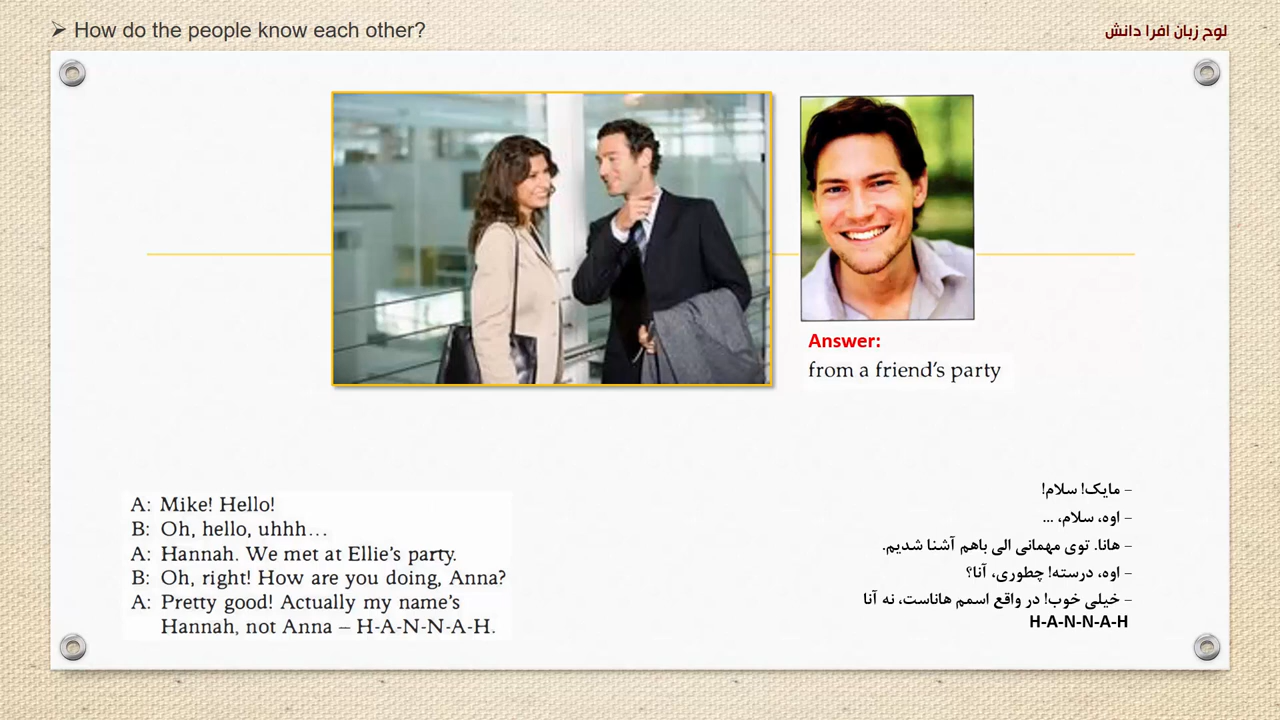 ➢ How do the people know each other?
لوح زبان افرا دانش
Answer:
from a friend's party
A: Mike! Hello!
B: Oh, hello, uhhh...
A: Hannah. We met at Ellie's party.
B: Oh, right! How are you doing, Anna?
A: Pretty good! Actually my name's
Hannah, not Anna – H-A-N-N-A-H.
– مایک! سلام!
– اوه، سلام، ...
– هانا. توی مهمانی الی باهم آشنا شدیم.
– اوه، درسته! چطوری، آنا؟
– خیلی خوب! در واقع اسمم هاناست، نه آنا
H-A-N-N-A-H